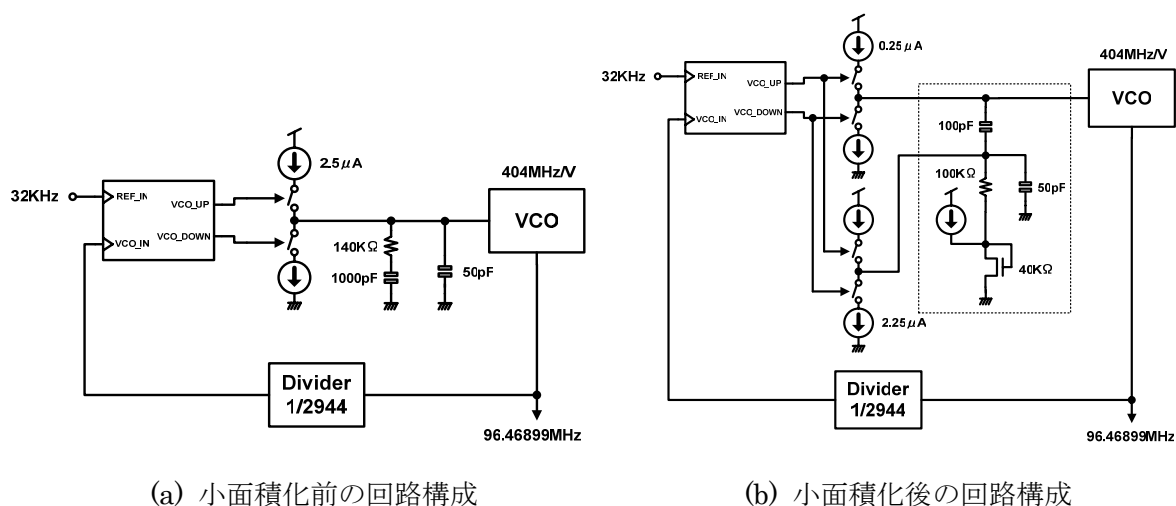 2.5μA
404MHz/V
32KHz
REF_IN
VCO_UP
VCO_IN
VCO_DOWN
VCO
140KΩ
1000pF
50pF
Divider
1/2944
96.46899MHz
(a) 小面積化前の回路構成
0.25μA
404MHz/V
32KHz
REF_IN
VCO_UP
VCO_IN
VCO_DOWN
VCO
100pF
100KΩ
50pF
40KΩ
2.25μA
Divider
1/2944
96.46899MHz
(b) 小面積化後の回路構成